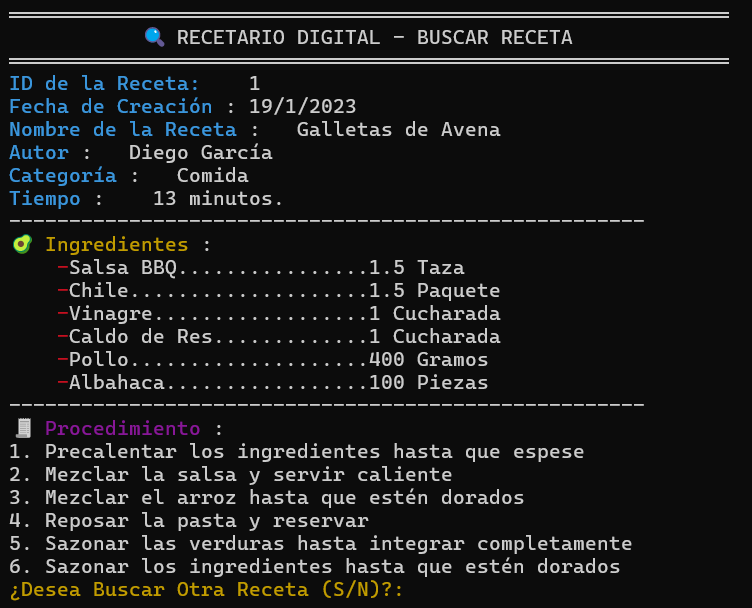 RECETARIO DIGITAL - BUSCAR RECETA
ID de la Receta:    1
Fecha de Creación : 19/1/2023
Nombre de la Receta :   Galletas de Avena
Autor :   Diego García
Categoría :   Comida
Tiempo :    13 minutos.
-----------------------------------------------------
Ingredientes :
-Salsa BBQ................1.5 Taza
-Chile....................1.5 Paquete
-Vinagre..................1 Cucharada
-Caldo de Res.............1 Cucharada
-Pollo....................400 Gramos
-Albahaca.................100 Piezas
-----------------------------------------------------
Procedimiento :
1. Precalentar los ingredientes hasta que espese
2. Mezclar la salsa y servir caliente
3. Mezclar el arroz hasta que estén dorados
4. Reposar la pasta y reservar
5. Sazonar las verduras hasta integrar completamente
6. Sazonar los ingredientes hasta que estén dorados
¿Desea Buscar Otra Receta (S/N)?: